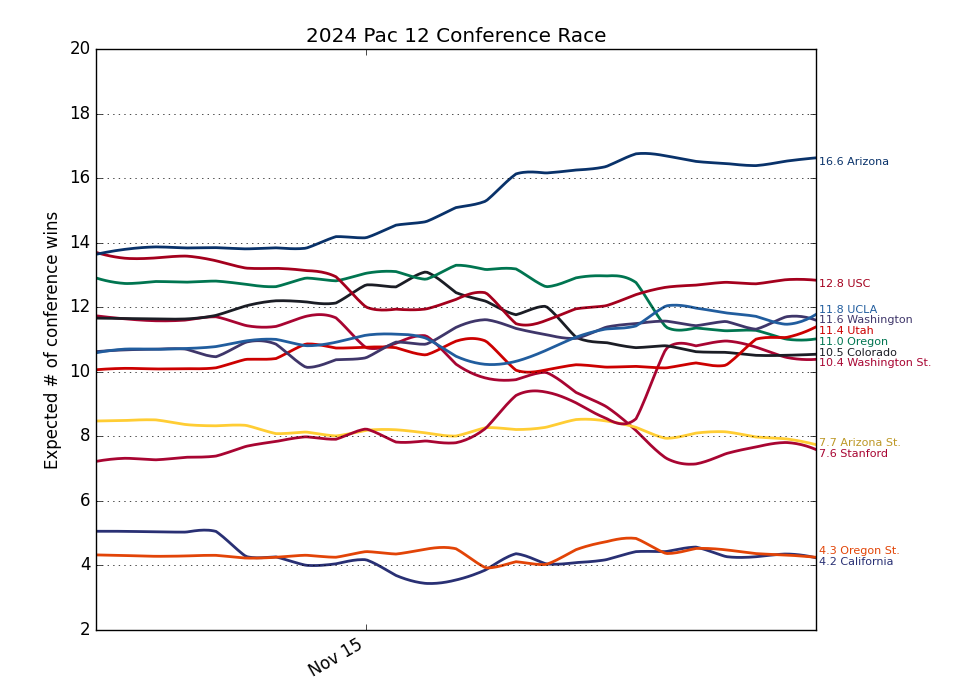 2024 Pac 12 Conference Race
Expected # of conference wins
20
18
16
14
12
10
8
6
4
2
Nov 15
16.6 Arizona
12.8 USC
11.8 UCLA
11.6 Washington
11.4 Utah
11.0 Oregon
10.5 Colorado
10.4 Washington St.
7.7 Arizona St.
7.6 Stanford
4.3 Oregon St.
4.2 California